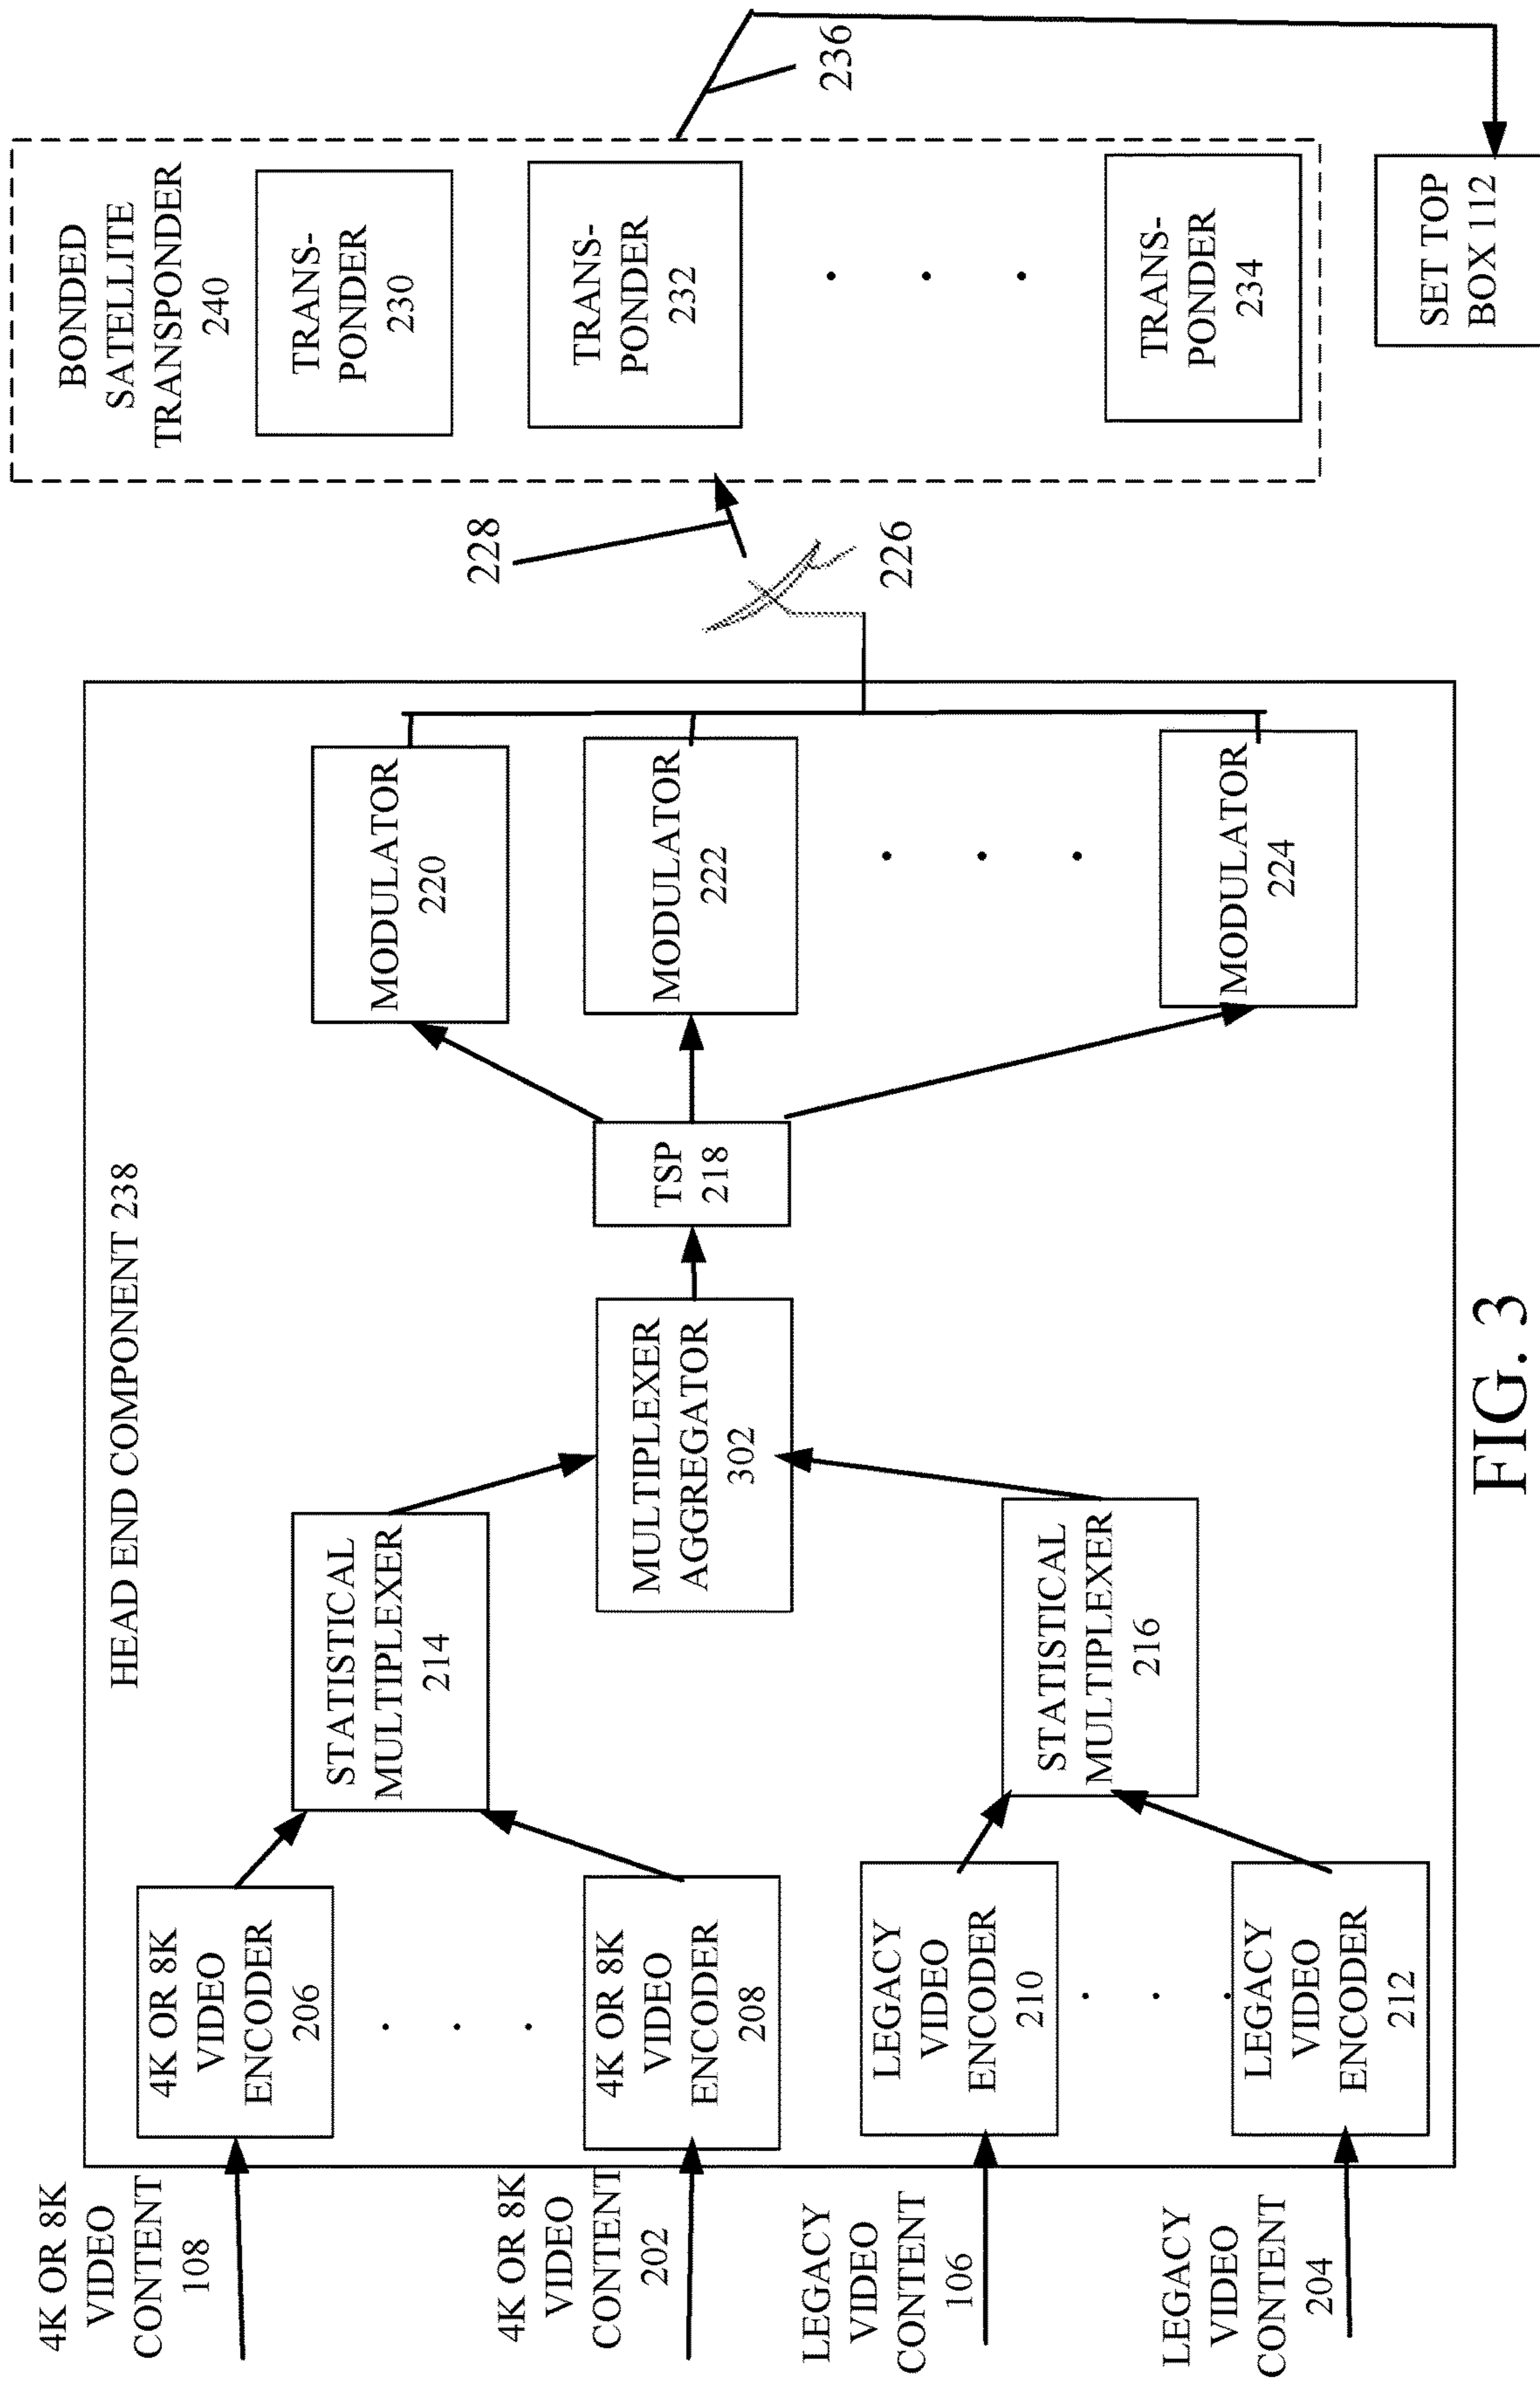 4K OR 8K
VIDEO
CONTENT
108
4K OR 8K
VIDEO
CONTENT
202
LEGACY
VIDEO
CONTENT
106
LEGACY
VIDEO
CONTENT
204
HEAD END COMPONENT 238
4K OR 8K
VIDEO
ENCODER
206
4K OR 8K
VIDEO
ENCODER
208
LEGACY
VIDEO
ENCODER
210
LEGACY
VIDEO
ENCODER
212
STATISTICAL
MULTIPLEXER
214
STATISTICAL
MULTIPLEXER
216
MULTIPLEXER
AGGREGATOR
302
TSP
218
MODULATOR
220
MODULATOR
222
MODULATOR
224
226
228
BONDED
SATELLITE
TRANSPONDER
240
TRANS-
PONDER
230
TRANS-
PONDER
232
TRANS-
PONDER
234
236
SET TOP
BOX 112
FIG. 3